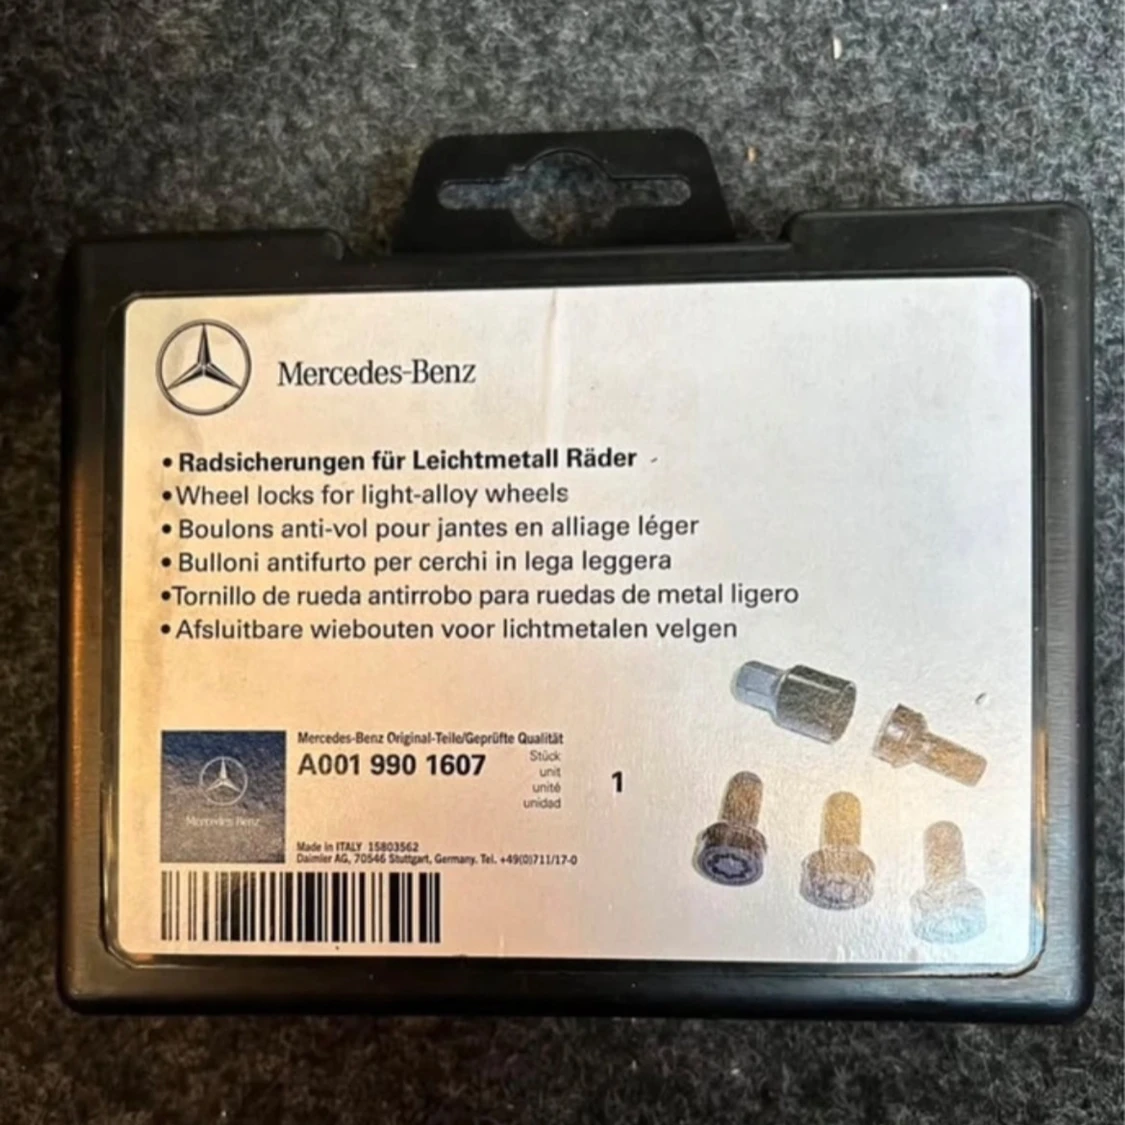 Mercedes-Benz
• Radsicherungen für Leichtmetall Räder
• Wheel locks for light-alloy wheels
• Boulons anti-vol pour jantes en alliage léger
• Bulloni antifurto per cerchi in lega leggera
• Tornillo de rueda antirrobo para ruedas de metal ligero
• Afsluitbare wiebouten voor lichtmetalen velgen
Mercedes-Benz Original-Teile/Geprüfte Qualität
A001 990 1607
Stück
unit
unité
unidad
1
Mercedes-Benz
Made in ITALY 15803562
Daimler AG, 70546 Stuttgart, Germany. Tel. +49(0)711/17-0